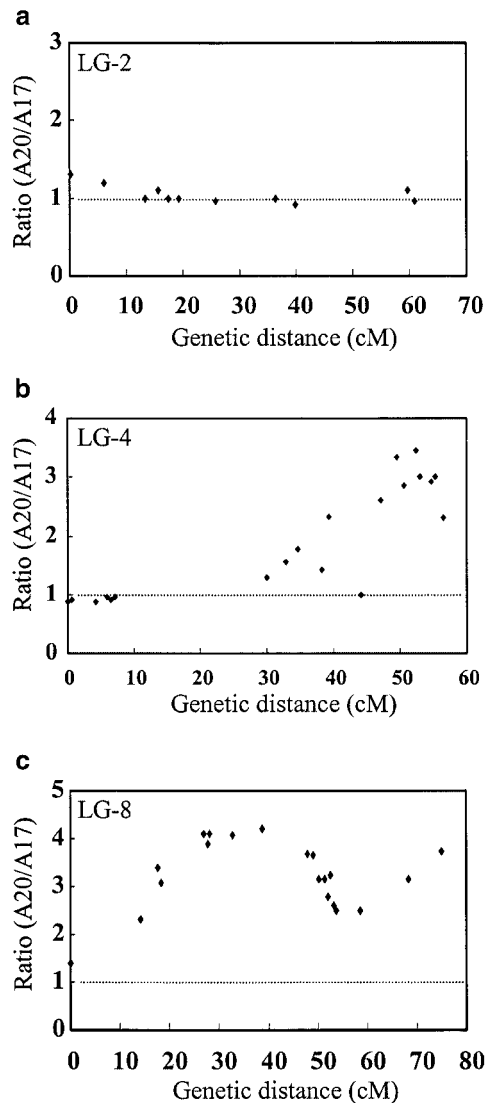 a
LG-2
Ratio (A20/A17)
3
2
1
0
0 10 20 30 40 50 60 70
Genetic distance (cM)
b
LG-4
Ratio (A20/A17)
4
3
2
1
0
0 10 20 30 40 50 60
Genetic distance (cM)
c
LG-8
Ratio (A20/A17)
5
4
3
2
1
0
0 10 20 30 40 50 60 70 80
Genetic distance (cM)